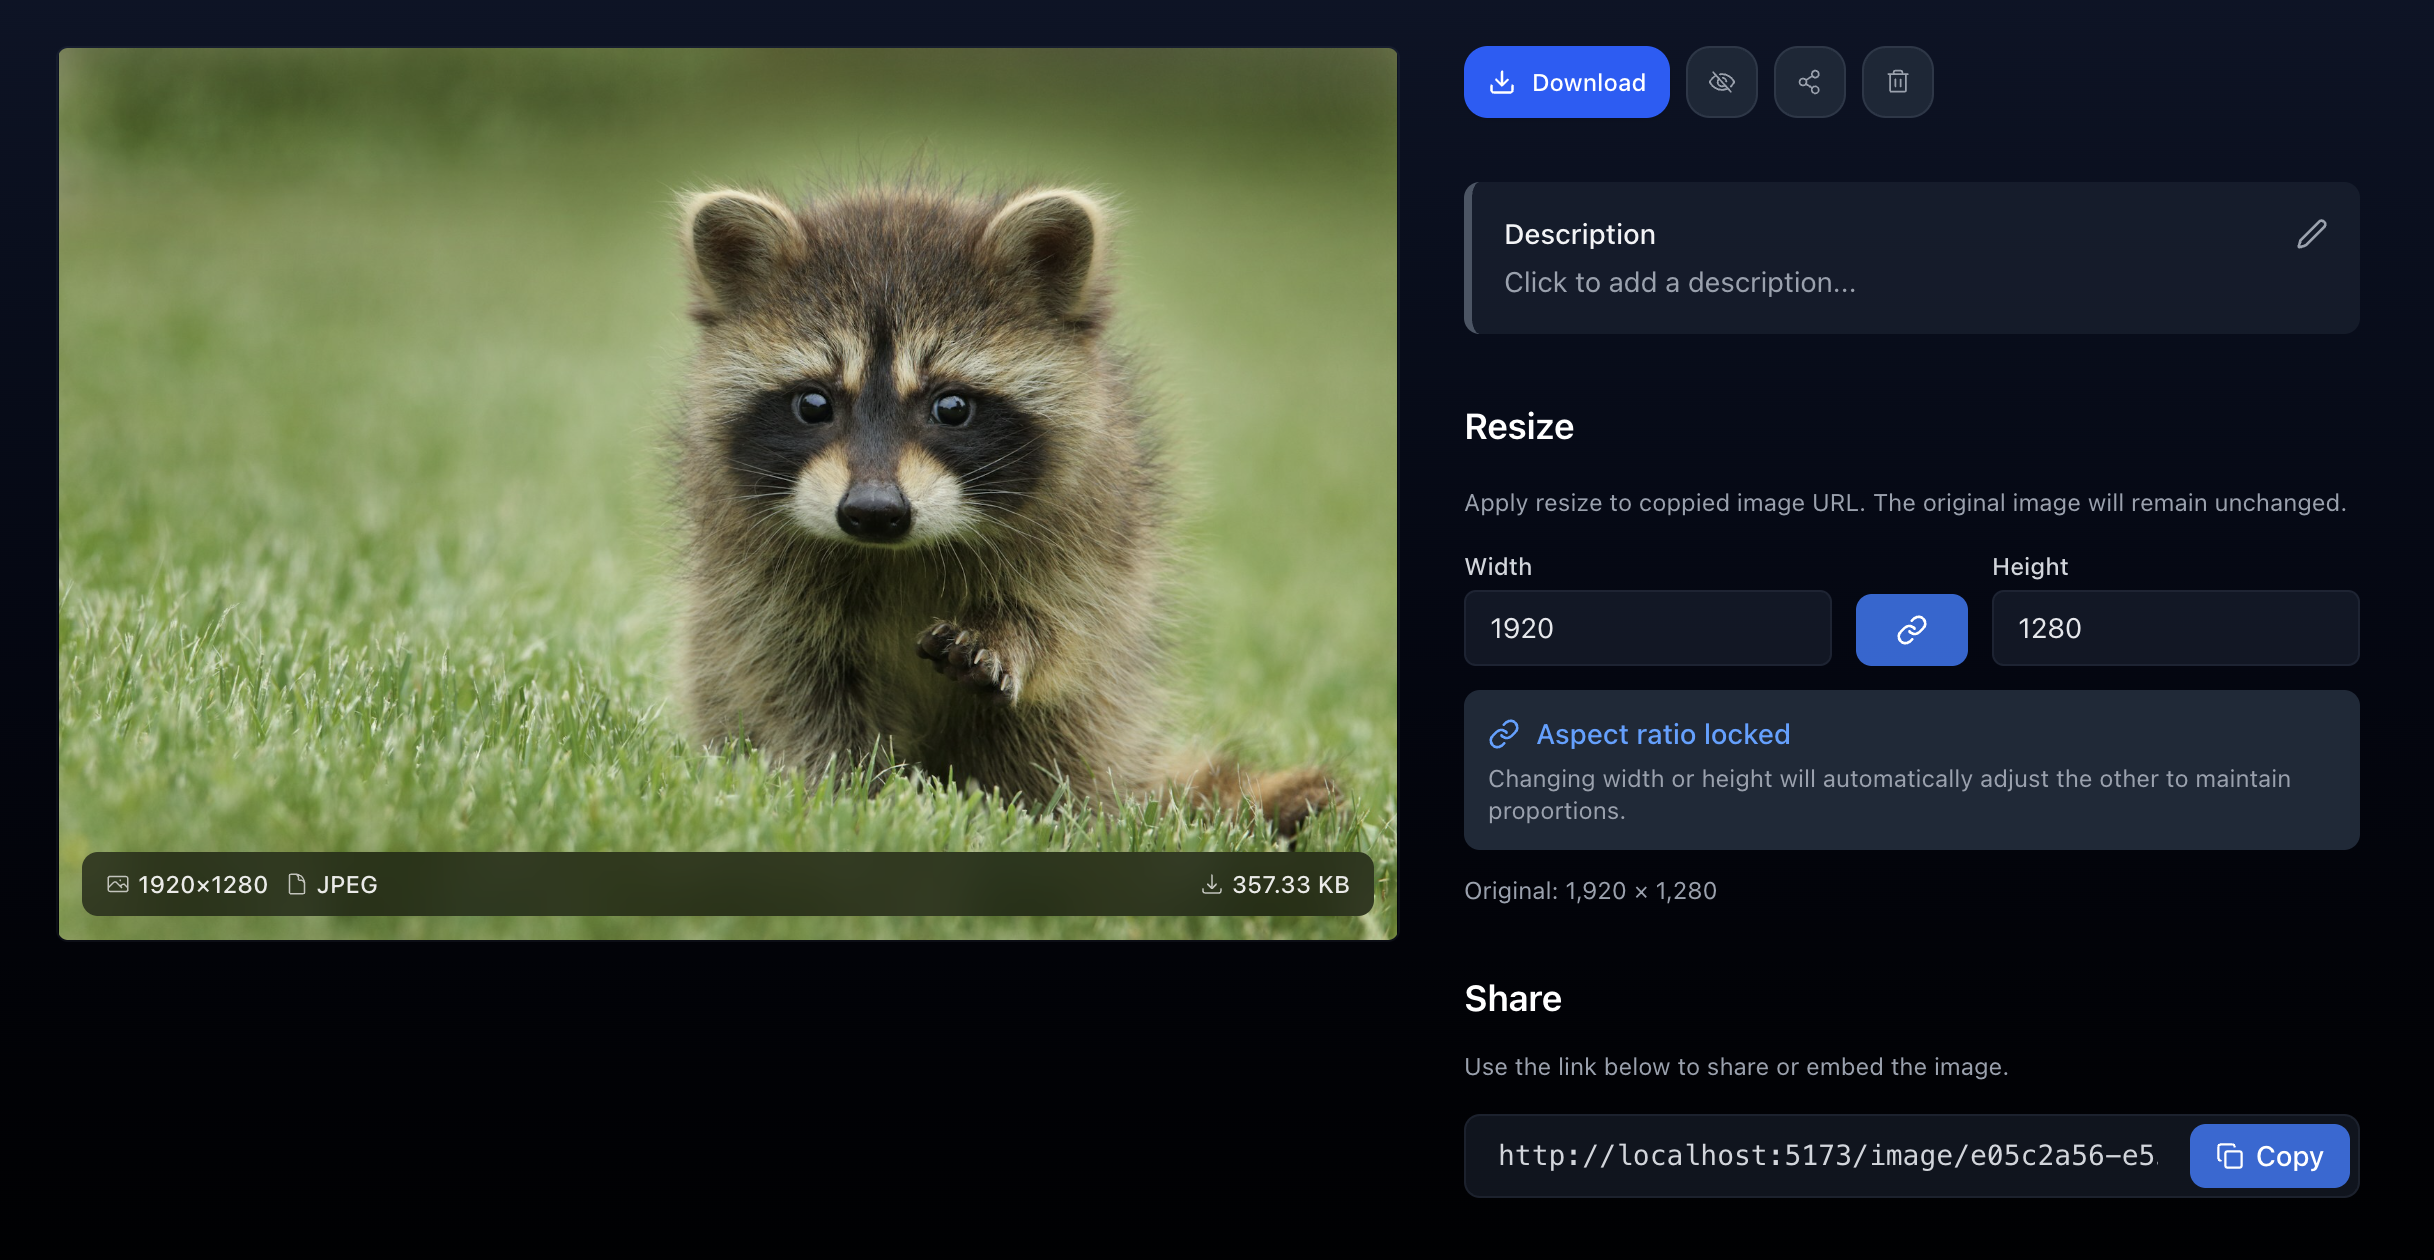 Download
Description
Click to add a description...
Resize
Apply resize to coppied image URL. The original image will remain unchanged.
Width
Height
1920
1280
Aspect ratio locked
Changing width or height will automatically adjust the other to maintain
proportions.
Original: 1,920 × 1,280
Share
Use the link below to share or embed the image.
http://localhost:5173/image/e05c2a56-e5
Copy
1920×1280 JPEG 357.33 KB